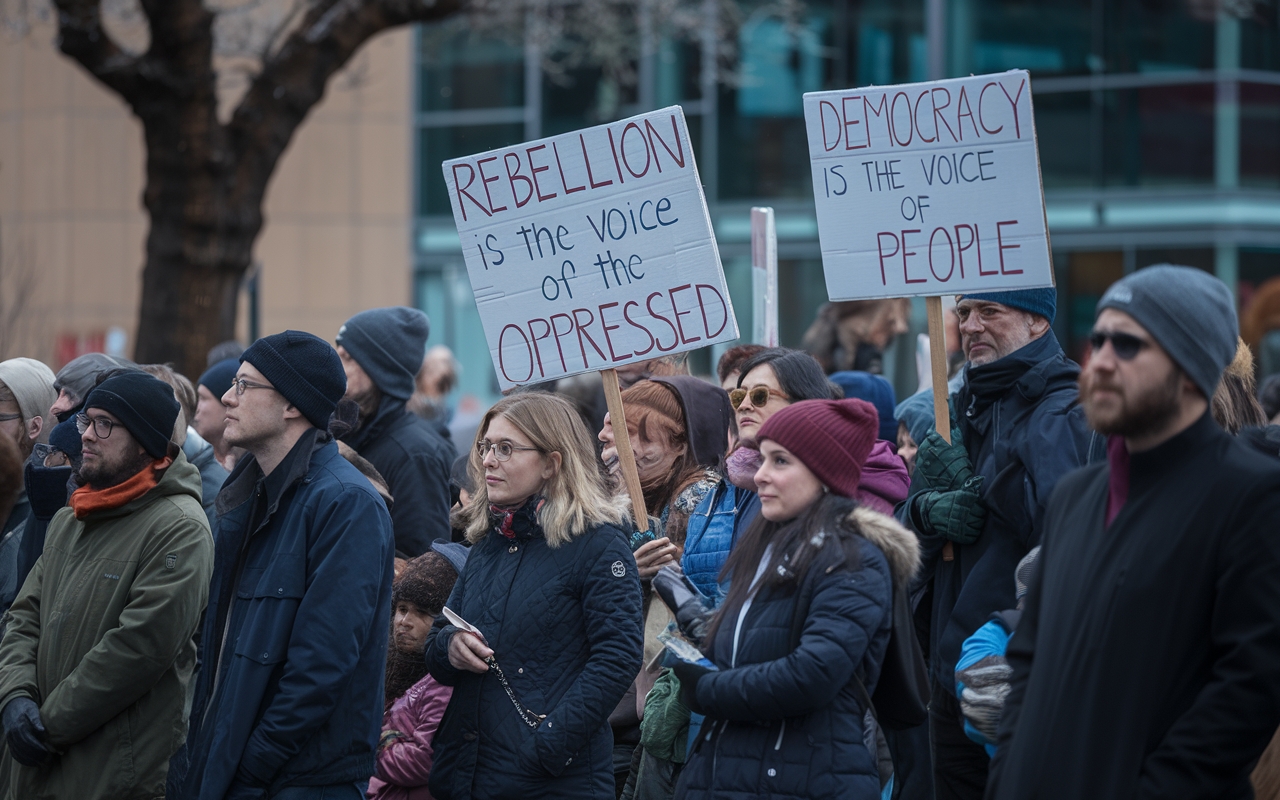 REBELLION
is the voice
of the
OPPRESSED
DEMOCRACY
IS THE VOICE
OF
PEOPLE